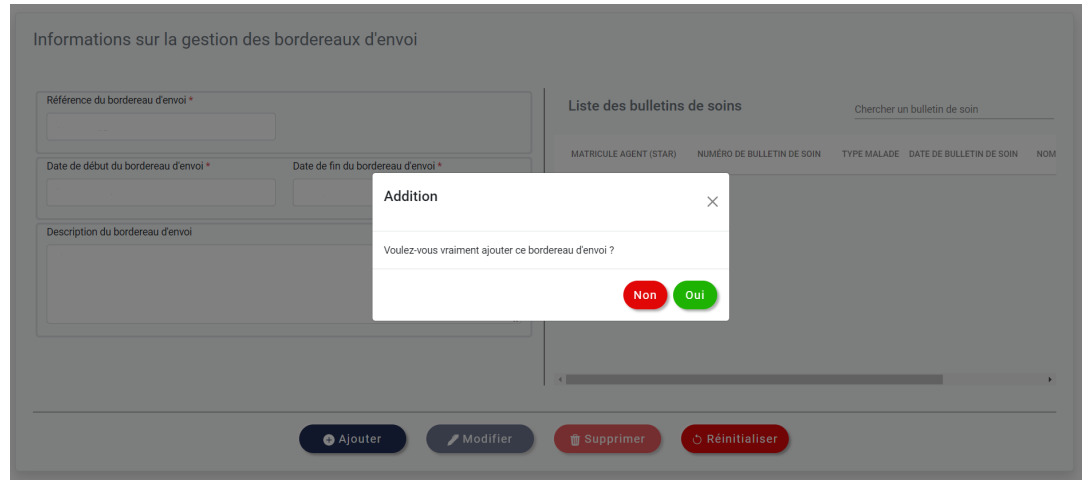 Informations sur la gestion des bordereaux d'envoi
Référence du bordereau d'envoi *
Date de début du bordereau d'envoi *
Date de fin du bordereau d'envoi *
Description du bordereau d'envoi
Liste des bulletins de soins
Chercher un bulletin de soin
MATRICULE AGENT (STAR) NUMÉRO DE BULLETIN DE SOIN TYPE MALADE DATE DE BULLETIN DE SOIN NOM
Addition
Voulez-vous vraiment ajouter ce bordereau d'envoi ?
Non Oui
Ajouter Modifier Supprimer Réinitialiser